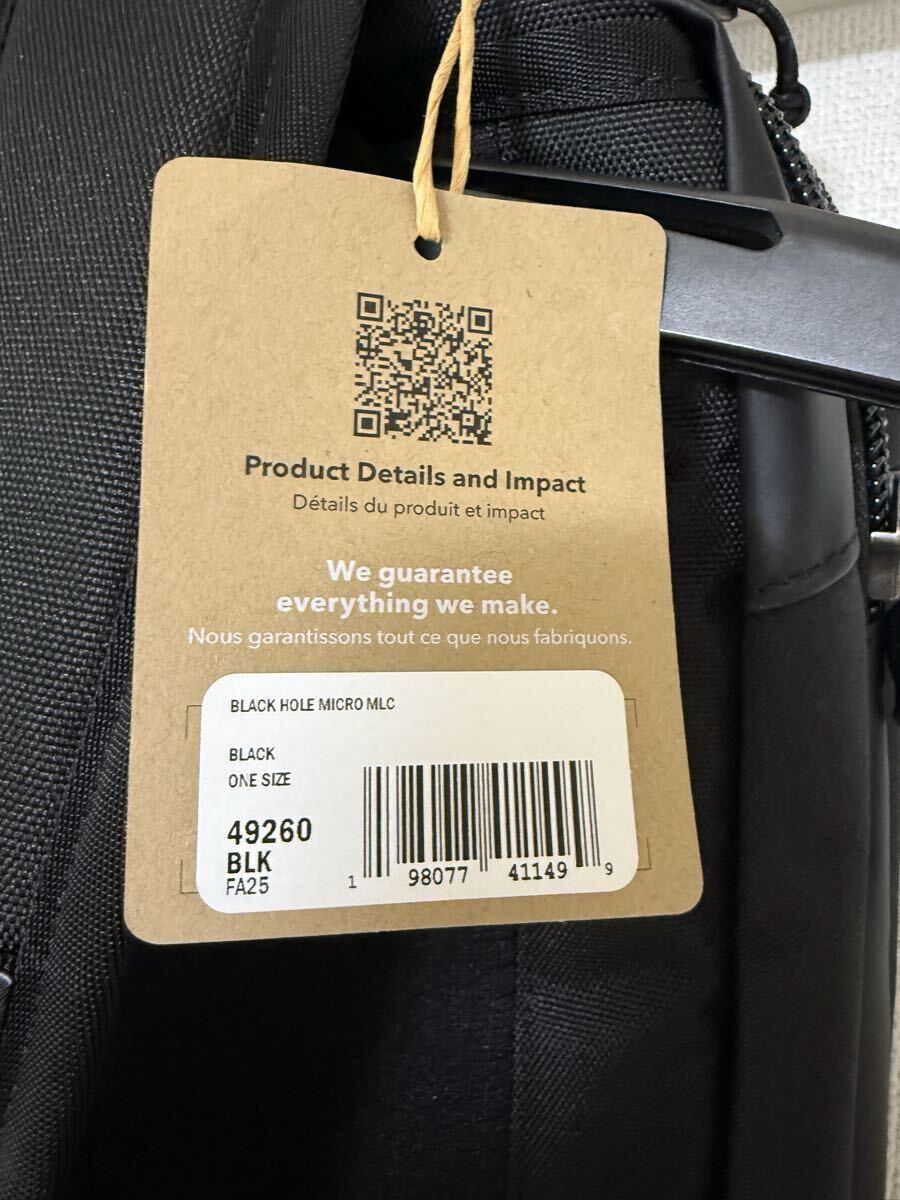 Product Details and Impact
Détails du produit et impact
We guarantee
everything we make.
Nous garantissons tout ce que nous fabriquons.
BLACK HOLE MICRO MLC
BLACK
ONE SIZE
49260
BLK
FA25
1 98077 41149 9